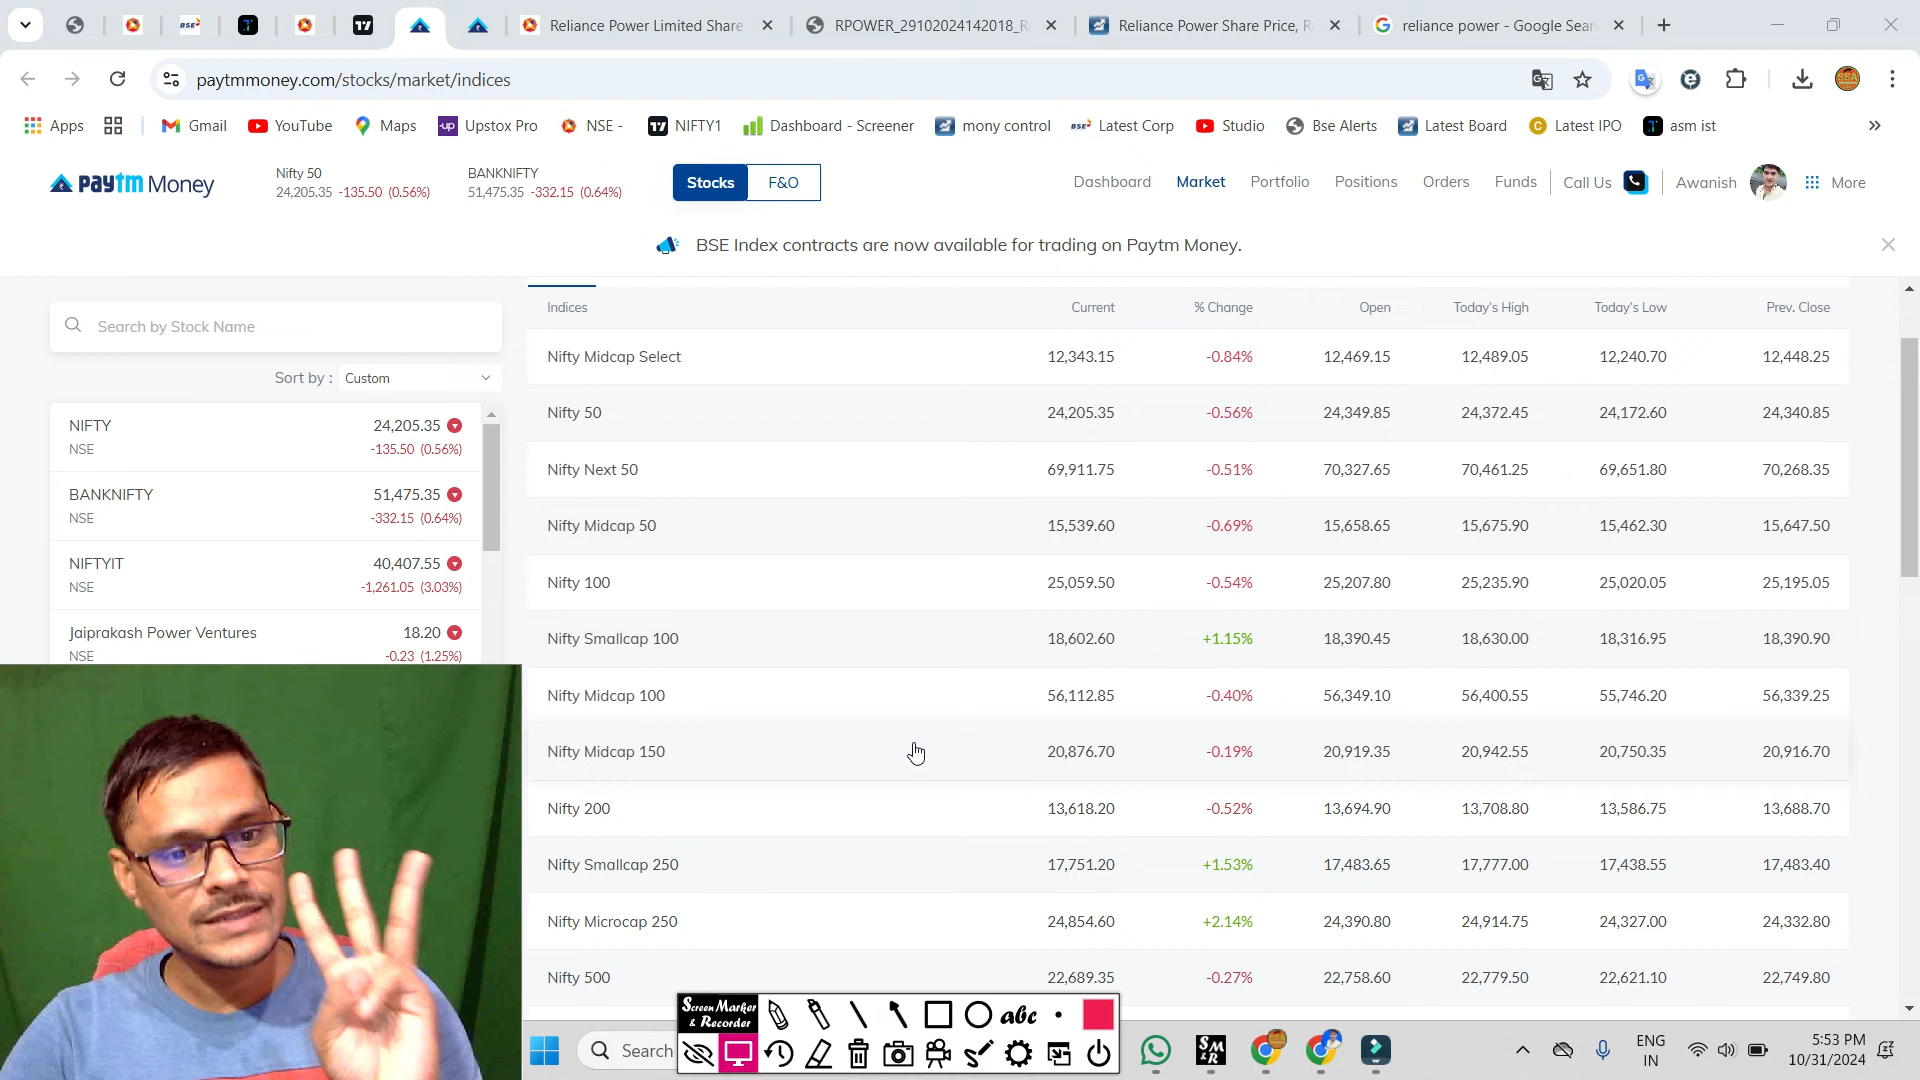 Reliance Power Limited Share
RPOWER_29102024142018_R
Reliance Power Share Price, R
reliance power - Google Sear
paytmmoney.com/stocks/market/indices
Apps Gmail YouTube Maps Upstox Pro NSE - NIFTY1 Dashboard - Screener mony control Latest Corp Studio Bse Alerts Latest Board Latest IPO asm ist
paytm Money
Nifty 50
24,205.35 -135.50 (0.56%)
BANKNIFTY
51,475.35 -332.15 (0.64%)
Stocks F&O
Dashboard Market Portfolio Positions Orders Funds Call Us Awanish More
BSE Index contracts are now available for trading on Paytm Money.
Search by Stock Name
Sort by : Custom
NIFTY 24,205.35
NSE -135.50 (0.56%)
BANKNIFTY 51,475.35
NSE -332.15 (0.64%)
NIFTYIT 40,407.55
NSE -1,261.05 (3.03%)
Jaiprakash Power Ventures 18.20
NSE -0.23 (1.25%)
Indices Current % Change Open Today's High Today's Low Prev. Close
Nifty Midcap Select 12,343.15 -0.84% 12,469.15 12,489.05 12,240.70 12,448.25
Nifty 50 24,205.35 -0.56% 24,349.85 24,372.45 24,172.60 24,340.85
Nifty Next 50 69,911.75 -0.51% 70,327.65 70,461.25 69,651.80 70,268.35
Nifty Midcap 50 15,539.60 -0.69% 15,658.65 15,675.90 15,462.30 15,647.50
Nifty 100 25,059.50 -0.54% 25,207.80 25,235.90 25,020.05 25,195.05
Nifty Smallcap 100 18,602.60 +1.15% 18,390.45 18,630.00 18,316.95 18,390.90
Nifty Midcap 100 56,112.85 -0.40% 56,349.10 56,400.55 55,746.20 56,339.25
Nifty Midcap 150 20,876.70 -0.19% 20,919.35 20,942.55 20,750.35 20,916.70
Nifty 200 13,618.20 -0.52% 13,694.90 13,708.80 13,586.75 13,688.70
Nifty Smallcap 250 17,751.20 +1.53% 17,483.65 17,777.00 17,438.55 17,483.40
Nifty Microcap 250 24,854.60 +2.14% 24,390.80 24,914.75 24,327.00 24,332.80
Nifty 500 22,689.35 -0.27% 22,758.60 22,779.50 22,621.10 22,749.80
Screen Marker
& Recorder
abc
Search
ENG
IN
5:53 PM
10/31/2024